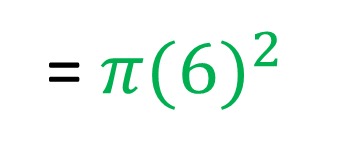 = π(6)²